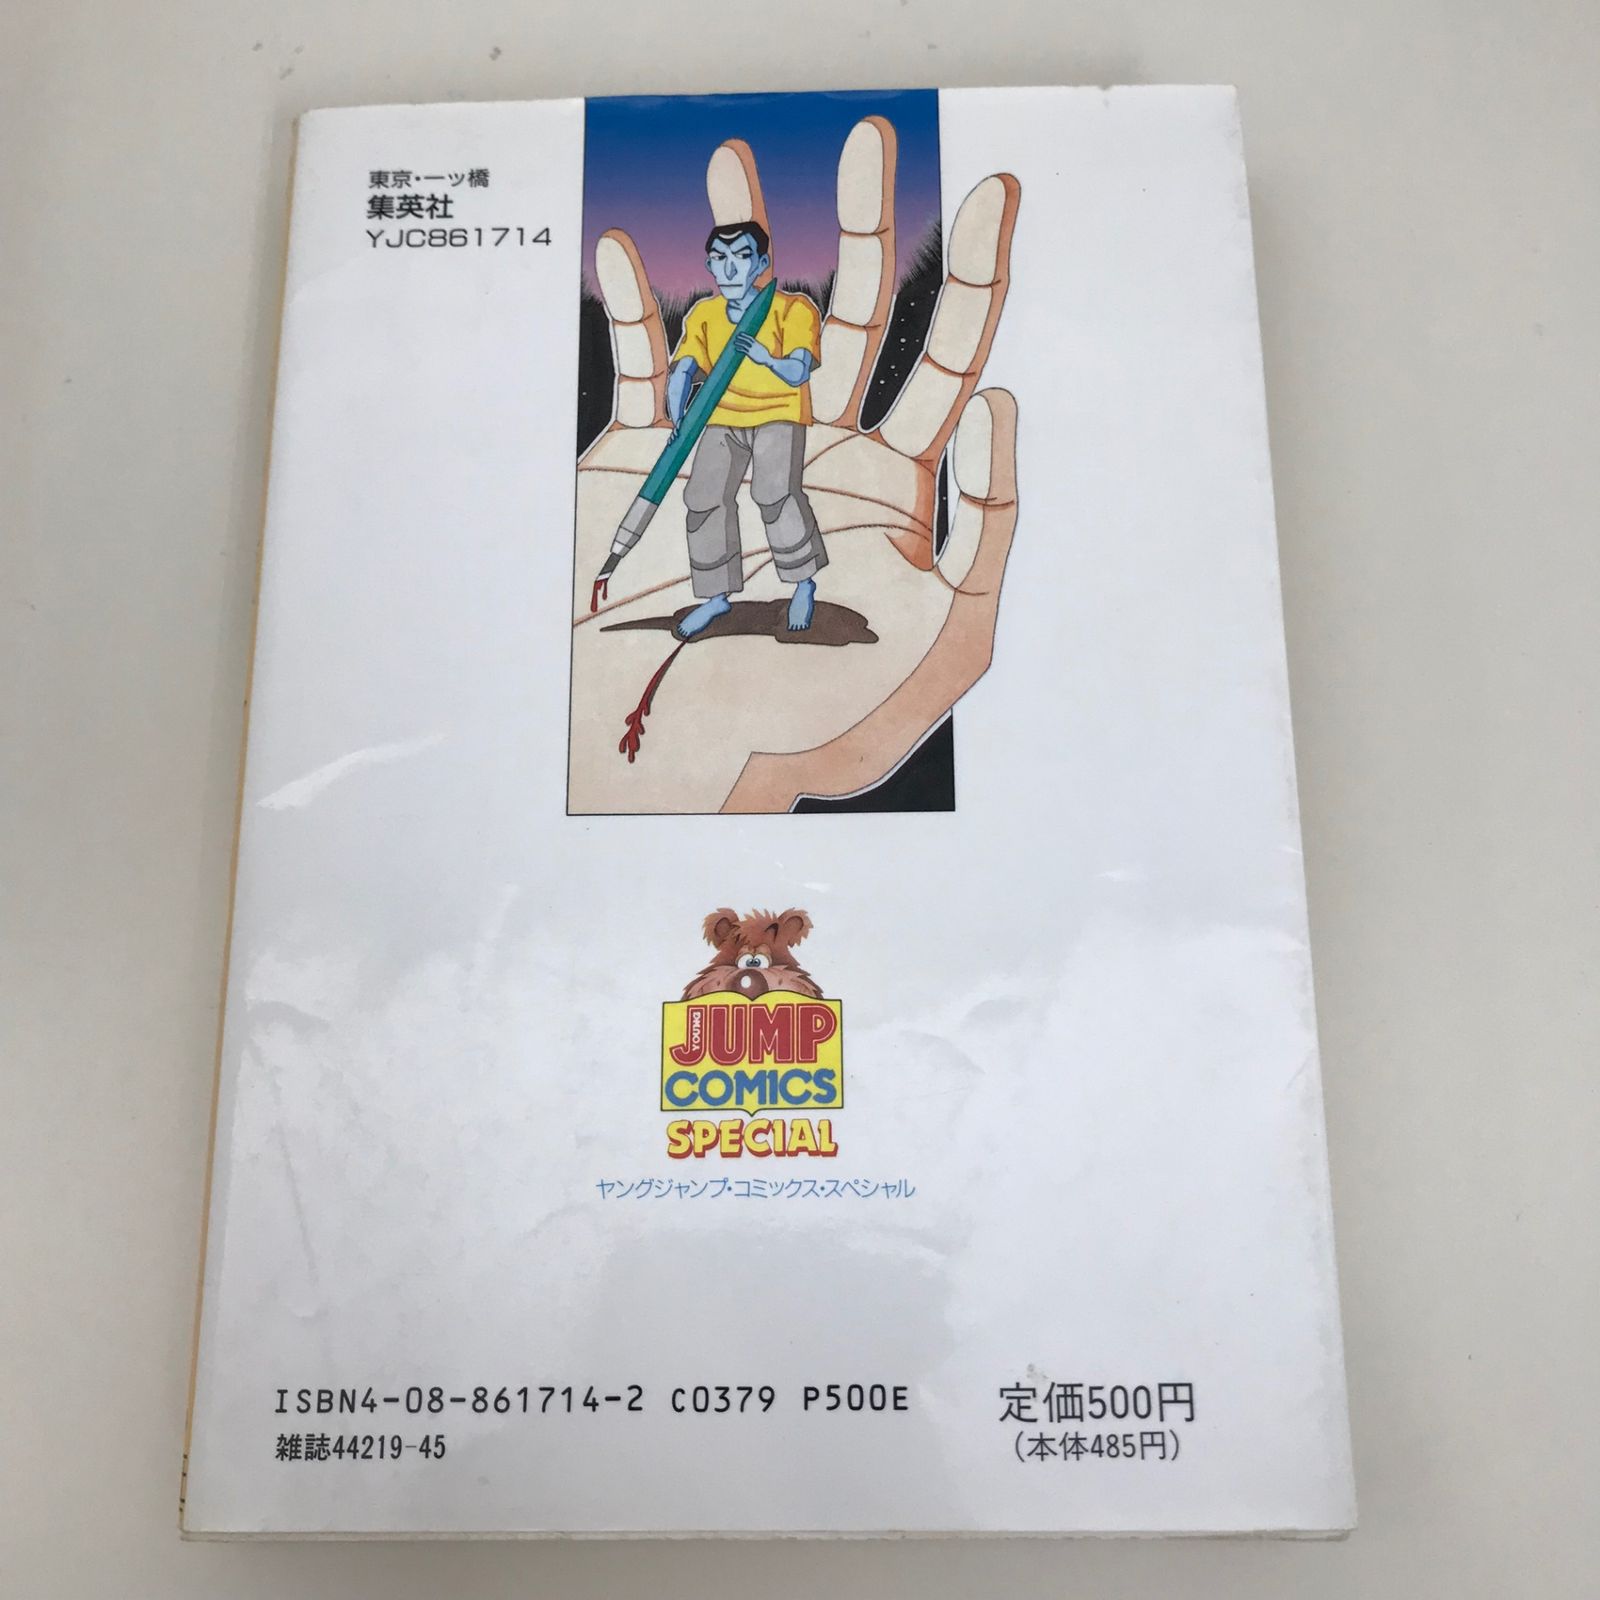 東京・一ッ橋
集英社
YJC861714
YOUNG JUMP
COMICS
SPECIAL
ヤングジャンプ・コミックス・スペシャル
ISBN4-08-861714-2 C0379 P500E
雑誌44219-45
定価500円
(本体485円)